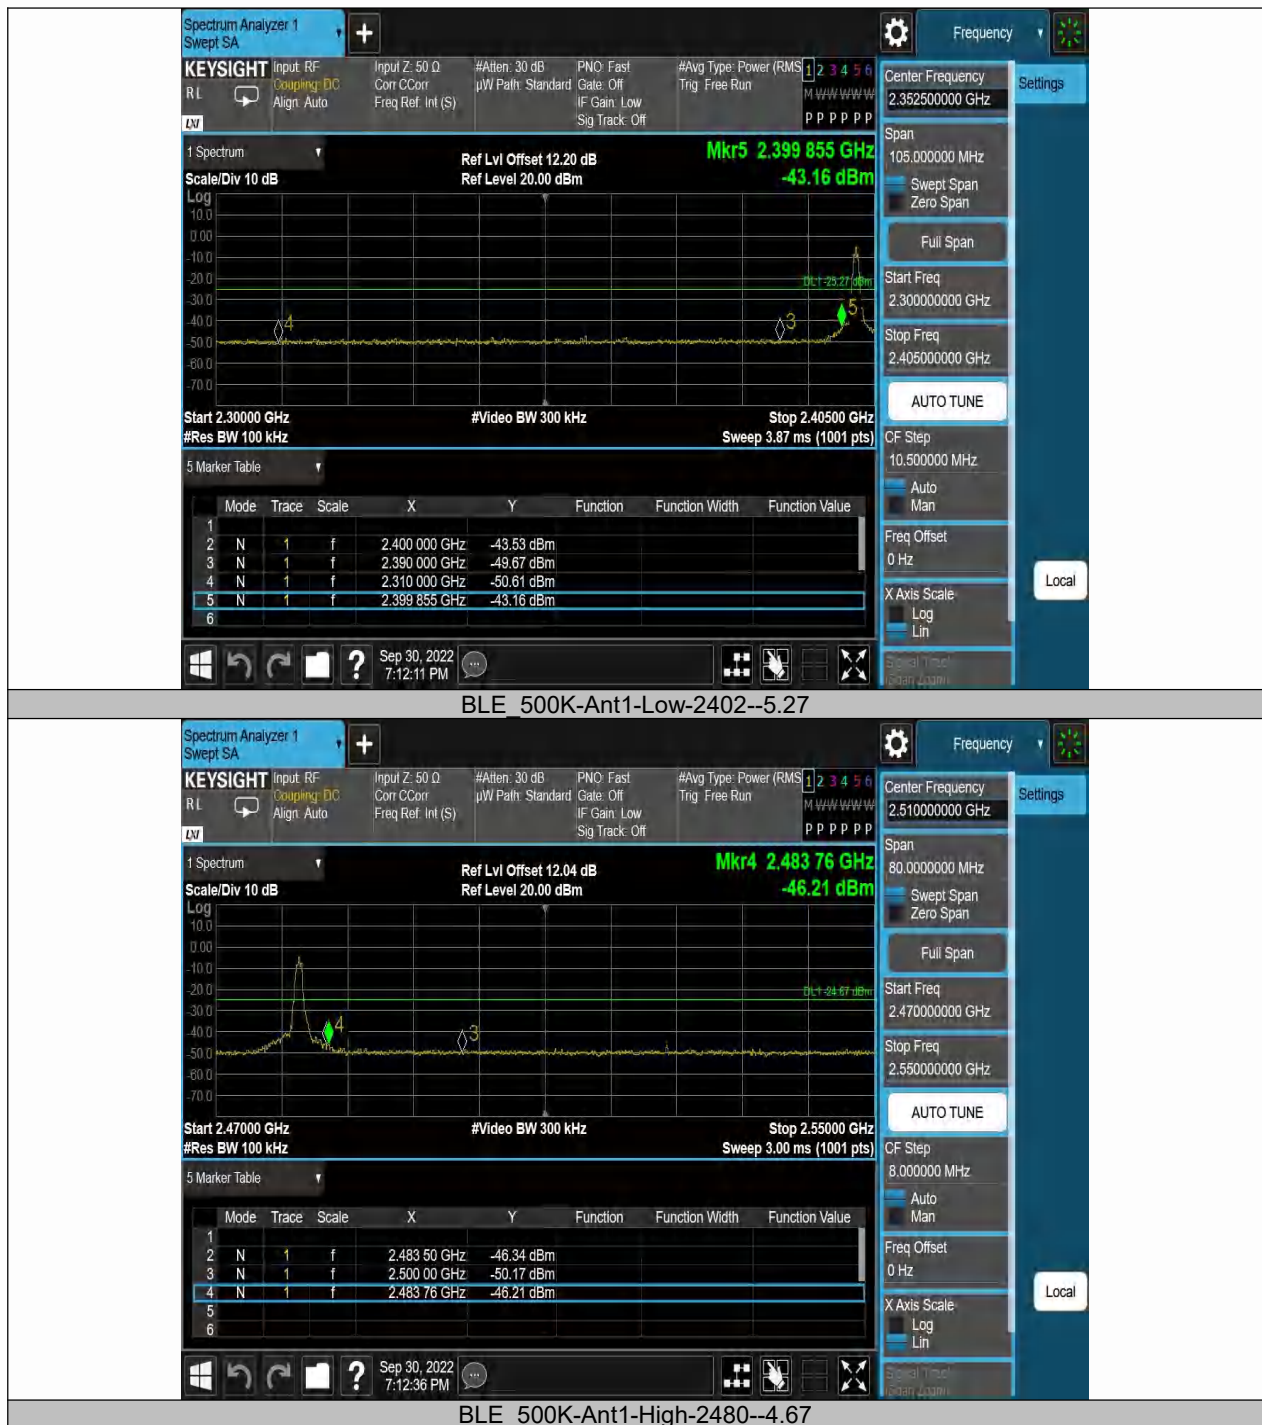 Spectrum Analyzer 1
Swept SA
+
Frequency
KEYSIGHT
Input: RF
Input Z: 50 Ω
#Atten: 30 dB
PNO: Fast
#Avg Type: Power (RMS
1 2 3 4 5 6
R L
Coupling: DC
Corr CCorr
µW Path: Standard
Gate: Off
Trig: Free Run
M W W W W W
Align: Auto
Freq Ref: Int (S)
IF Gain: Low
Sig Track: Off
P P P P P P
LXI
Center Frequency
2.352500000 GHz
Settings
1 Spectrum
Ref Lvl Offset 12.20 dB
Mkr5 2.399 855 GHz
Scale/Div 10 dB
Ref Level 20.00 dBm
-43.16 dBm
Span
105.000000 MHz
Swept Span
Zero Span
Full Span
Start Freq
2.300000000 GHz
Stop Freq
2.405000000 GHz
AUTO TUNE
CF Step
10.500000 MHz
Auto
Man
Freq Offset
0 Hz
X Axis Scale
Log
Lin
Signal Track
(Span Zoom)
Local
Log
10.0
0.00
-10.0
-20.0
DL1 -25.27 dBm
-30.0
-40.0
4
3
5
-50.0
-60.0
-70.0
Start 2.30000 GHz
#Video BW 300 kHz
Stop 2.40500 GHz
#Res BW 100 kHz
Sweep 3.87 ms (1001 pts)
5 Marker Table
Mode Trace Scale X Y Function Function Width Function Value
1
2 N 1 f 2.400 000 GHz -43.53 dBm
3 N 1 f 2.390 000 GHz -49.67 dBm
4 N 1 f 2.310 000 GHz -50.61 dBm
5 N 1 f 2.399 855 GHz -43.16 dBm
6
?
Sep 30, 2022
7:12:11 PM
BLE_500K-Ant1-Low-2402--5.27
Spectrum Analyzer 1
Swept SA
+
Frequency
KEYSIGHT
Input: RF
Input Z: 50 Ω
#Atten: 30 dB
PNO: Fast
#Avg Type: Power (RMS
1 2 3 4 5 6
R L
Coupling: DC
Corr CCorr
µW Path: Standard
Gate: Off
Trig: Free Run
M W W W W W
Align: Auto
Freq Ref: Int (S)
IF Gain: Low
Sig Track: Off
P P P P P P
LXI
Center Frequency
2.510000000 GHz
Settings
1 Spectrum
Ref Lvl Offset 12.04 dB
Mkr4 2.483 76 GHz
Scale/Div 10 dB
Ref Level 20.00 dBm
-46.21 dBm
Span
80.0000000 MHz
Swept Span
Zero Span
Full Span
Start Freq
2.470000000 GHz
Stop Freq
2.550000000 GHz
AUTO TUNE
CF Step
8.000000 MHz
Auto
Man
Freq Offset
0 Hz
X Axis Scale
Log
Lin
Signal Track
(Span Zoom)
Local
Log
10.0
0.00
-10.0
-20.0
DL1 -24.67 dBm
-30.0
-40.0
4
3
-50.0
-60.0
-70.0
Start 2.47000 GHz
#Video BW 300 kHz
Stop 2.55000 GHz
#Res BW 100 kHz
Sweep 3.00 ms (1001 pts)
5 Marker Table
Mode Trace Scale X Y Function Function Width Function Value
1
2 N 1 f 2.483 50 GHz -46.34 dBm
3 N 1 f 2.500 00 GHz -50.17 dBm
4 N 1 f 2.483 76 GHz -46.21 dBm
5
6
?
Sep 30, 2022
7:12:36 PM
BLE_500K-Ant1-High-2480--4.67